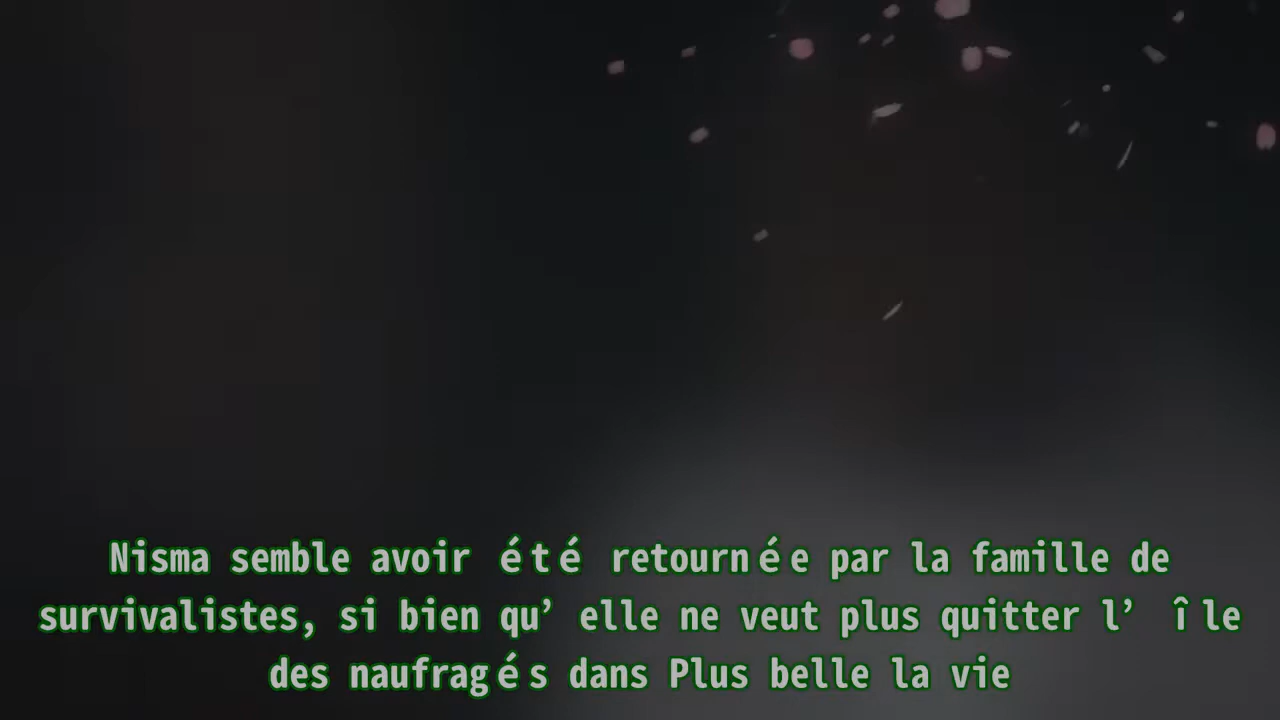 Nisma semble avoir été retournée par la famille de
survivalistes, si bien qu’elle ne veut plus quitter l’île
des naufragés dans Plus belle la vie